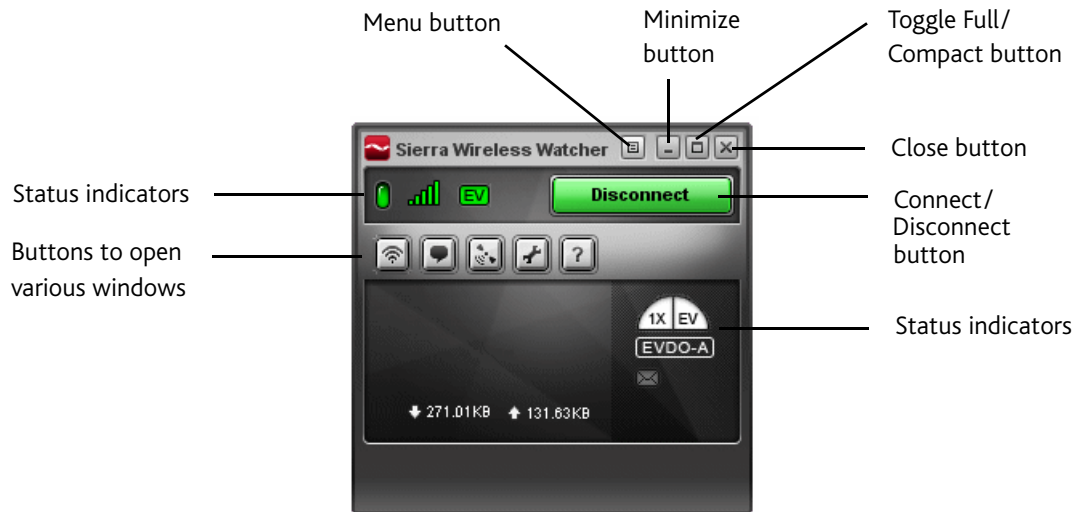 Menu button
Minimize
button
Toggle Full/
Compact button
Sierra Wireless Watcher
Close button
Status indicators
EV
Disconnect
Connect/
Disconnect
button
Buttons to open
various windows
?
1X EV
EVDO-A
Status indicators
271.01KB 131.63KB